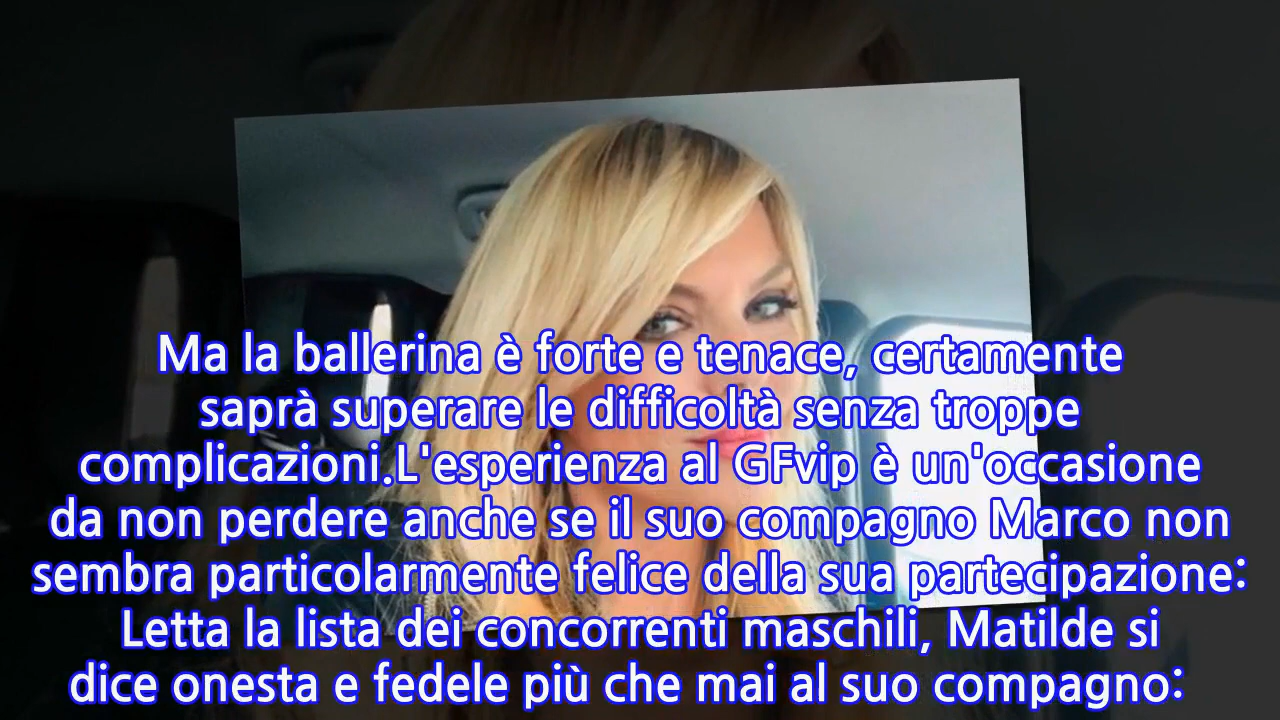 Ma la ballerina è forte e tenace, certamente
saprà superare le difficoltà senza troppe
complicazioni.L'esperienza al GFvip è un'occasione
da non perdere anche se il suo compagno Marco non
sembra particolarmente felice della sua partecipazione:
Letta la lista dei concorrenti maschili, Matilde si
dice onesta e fedele più che mai al suo compagno: